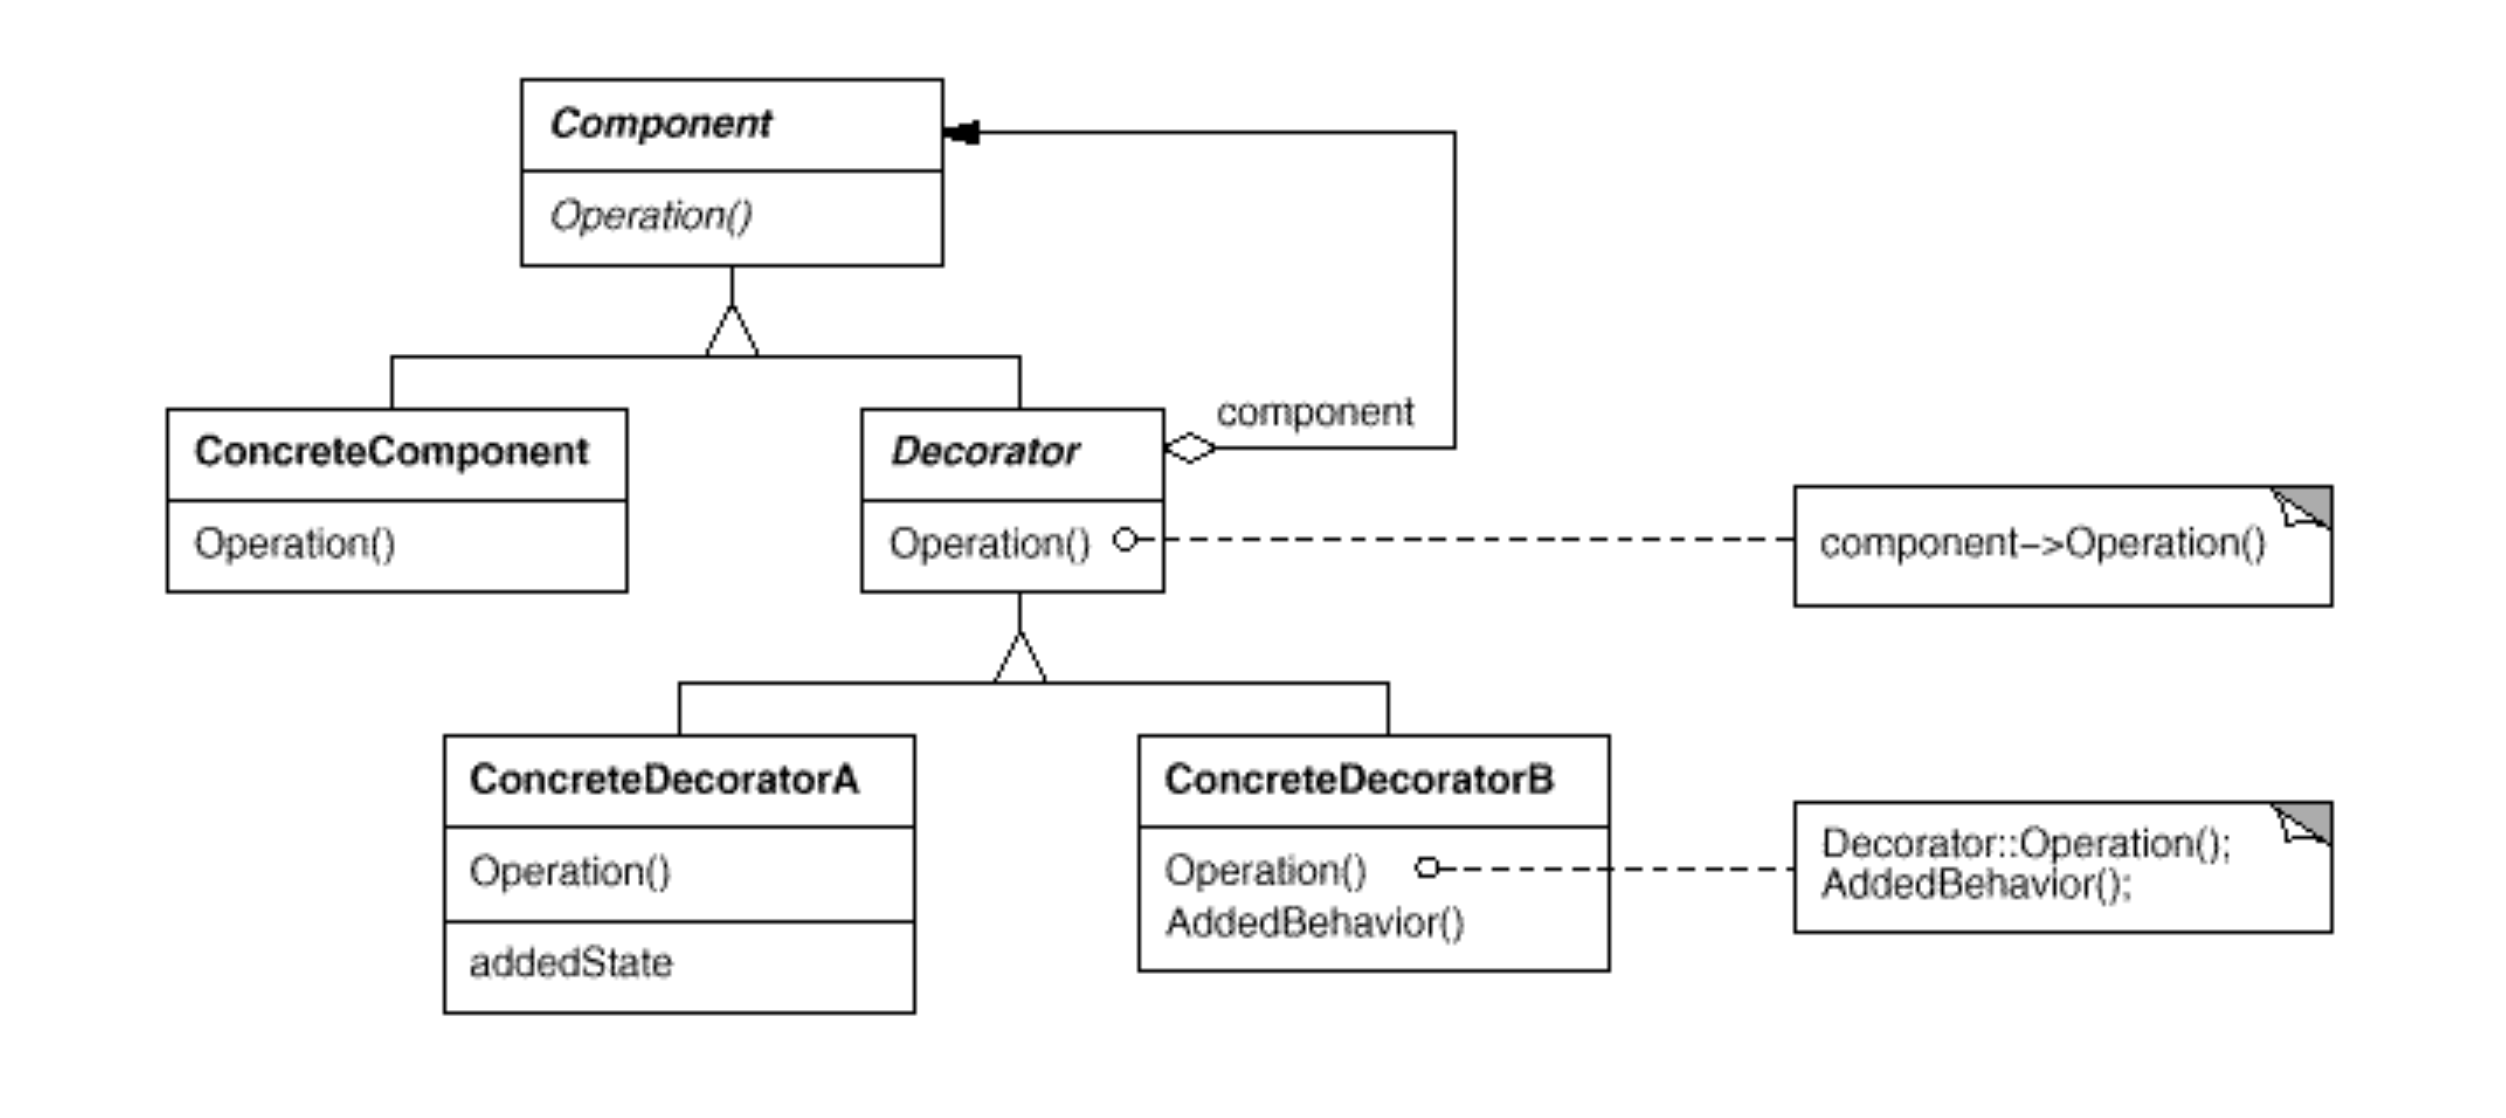 Component
Operation()
component
ConcreteComponent
Operation()
Decorator
Operation()
component–>Operation()
ConcreteDecoratorA
Operation()
addedState
ConcreteDecoratorB
Operation()
AddedBehavior()
Decorator::Operation();
AddedBehavior();